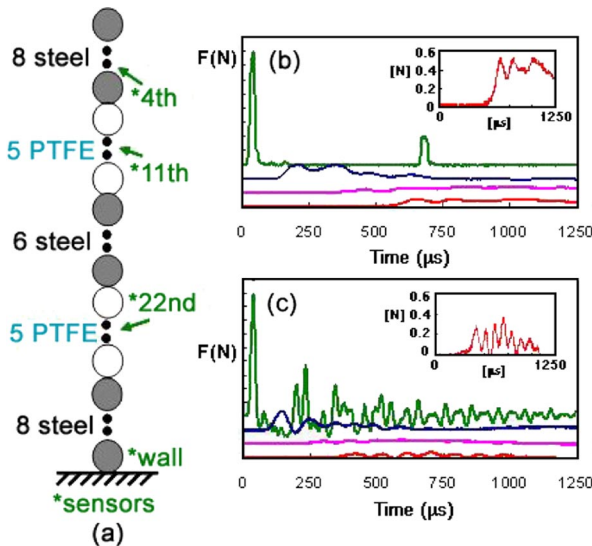 8 steel
*4th
5 PTFE
*11th
6 steel
*22nd
5 PTFE
8 steel
*wall
*sensors
(a)
F(N)
(b)
[N]
0.6
0.4
0.2
0
0
1250
[µs]
0
250
500
750
1000
1250
Time (µs)
F(N)
(c)
[N]
0.6
0.4
0.2
0
0
1250
[µs]
0
250
500
750
1000
1250
Time (µs)